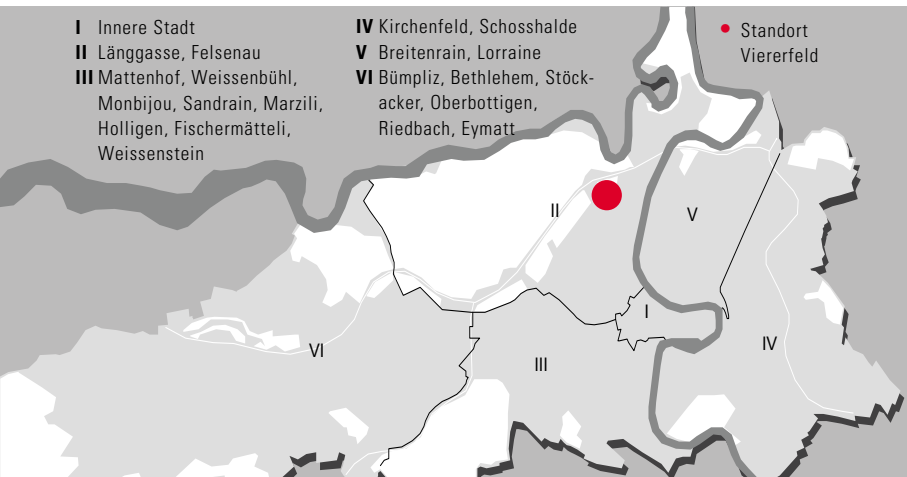 I Innere Stadt
II Länggasse, Felsenau
III Mattenhof, Weissenbühl,
Monbijou, Sandrain, Marzili,
Holligen, Fischermätteli,
Weissenstein
IV Kirchenfeld, Schosshalde
V Breitenrain, Lorraine
VI Bümpliz, Bethlehem, Stöck-
acker, Oberbottigen,
Riedbach, Eymatt
Standort
Viererfeld
II
V
I
VI
III
IV